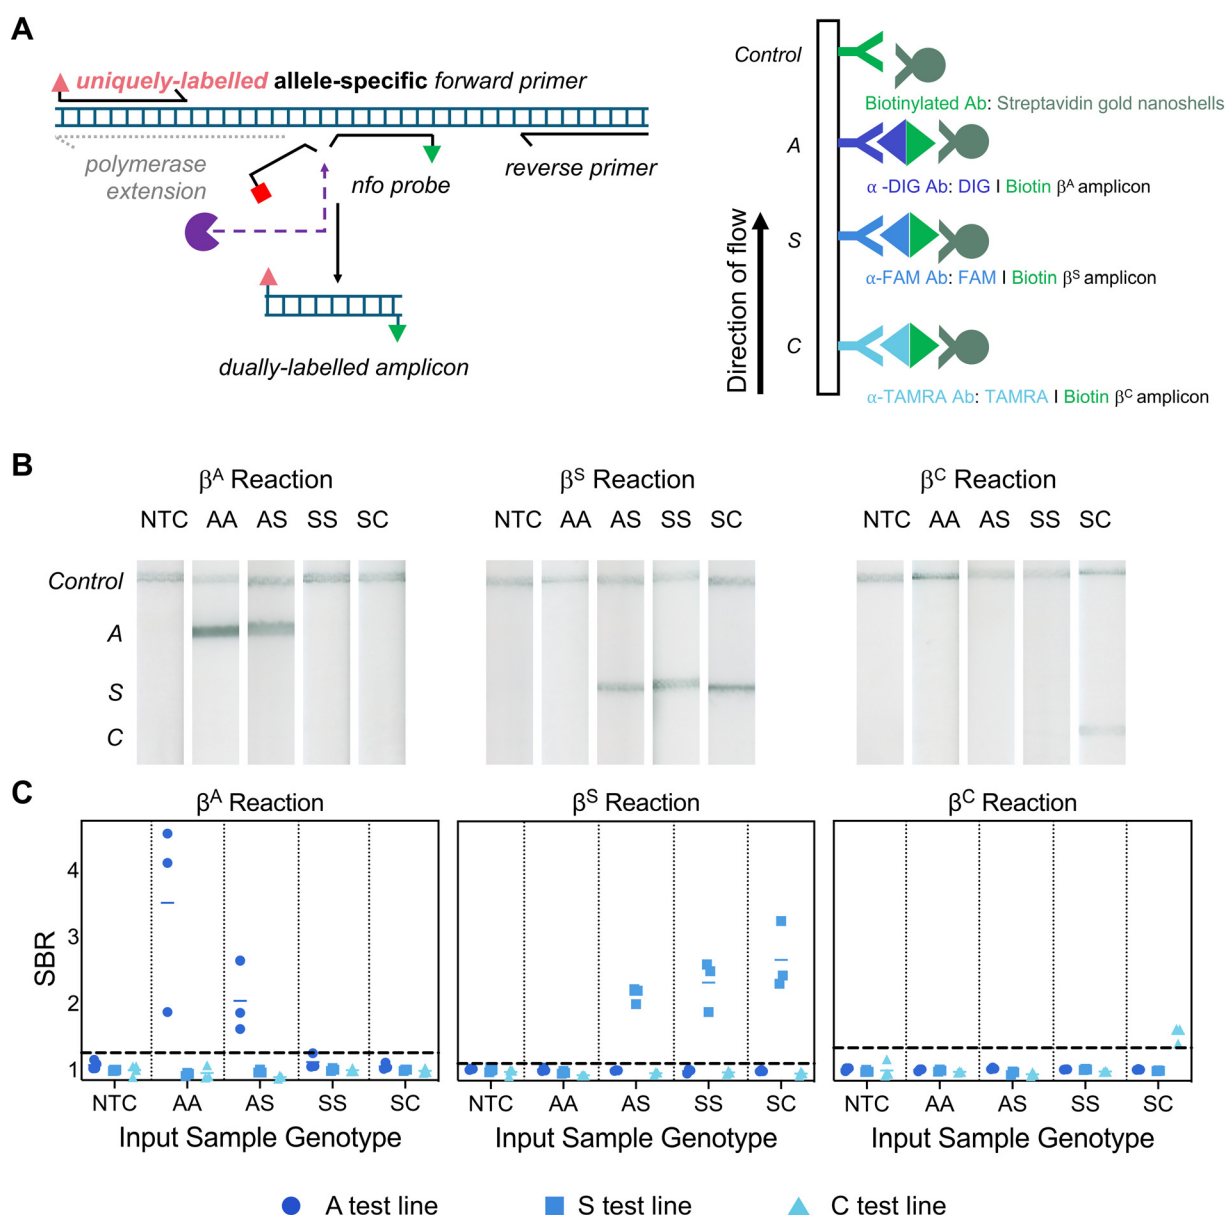 A
uniquely-labelled allele-specific forward primer
polymerase
extension
nfo probe
reverse primer
dually-labelled amplicon
Direction of flow
Control
Biotinylated Ab: Streptavidin gold nanoshells
A
α -DIG Ab: DIG I Biotin βᴬ amplicon
S
α-FAM Ab: FAM I Biotin βˢ amplicon
C
α-TAMRA Ab: TAMRA I Biotin βᶜ amplicon
B
βᴬ Reaction
NTC AA AS SS SC
βˢ Reaction
NTC AA AS SS SC
βᶜ Reaction
NTC AA AS SS SC
Control
A
S
C
C
βᴬ Reaction
βˢ Reaction
βᶜ Reaction
SBR
4
3
2
1
NTC AA AS SS SC
NTC AA AS SS SC
NTC AA AS SS SC
Input Sample Genotype
Input Sample Genotype
Input Sample Genotype
A test line
S test line
C test line